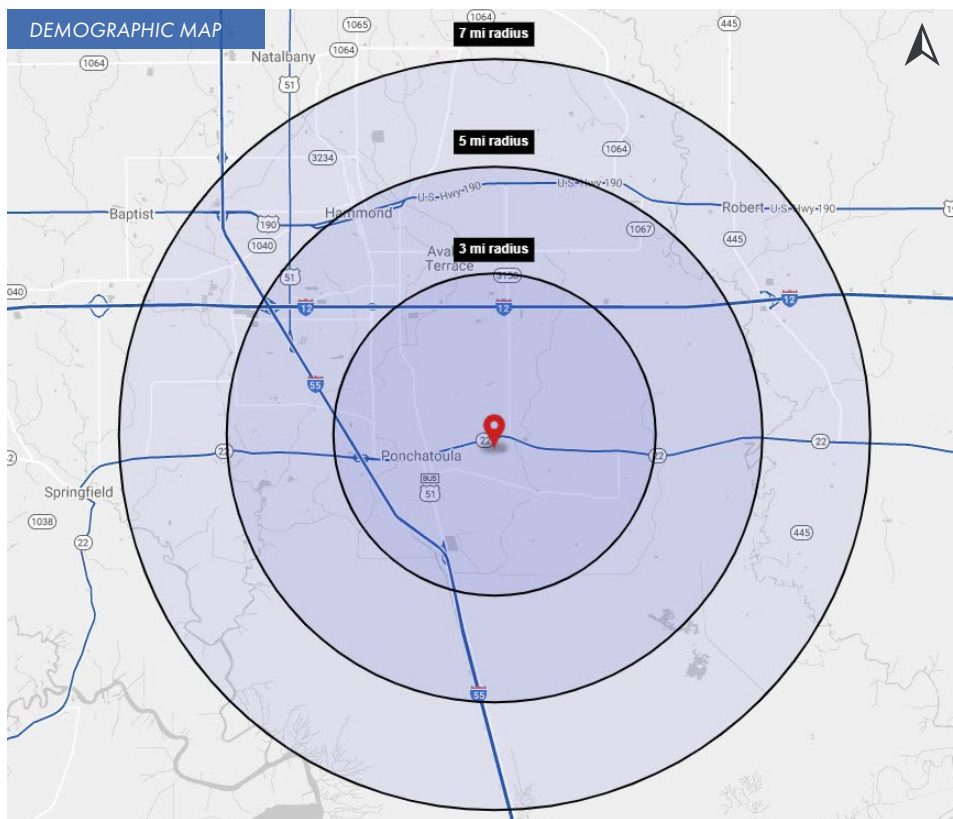 DEMOGRAPHIC MAP
1064
7 mi radius
1065
445
1064
Natalbany
1064
51
5 mi radius
3234
1064
U.S. Hwy 190
U.S. Hwy 190
Baptist
Hammond
Robert
U.S. Hwy 190
190
1067
1040
445
3 mi radius
Terrace
51
3158
12
12
12
55
22
22
22
Ponchatoula
22
22
BUS
51
Springfield
1038
22
445
55